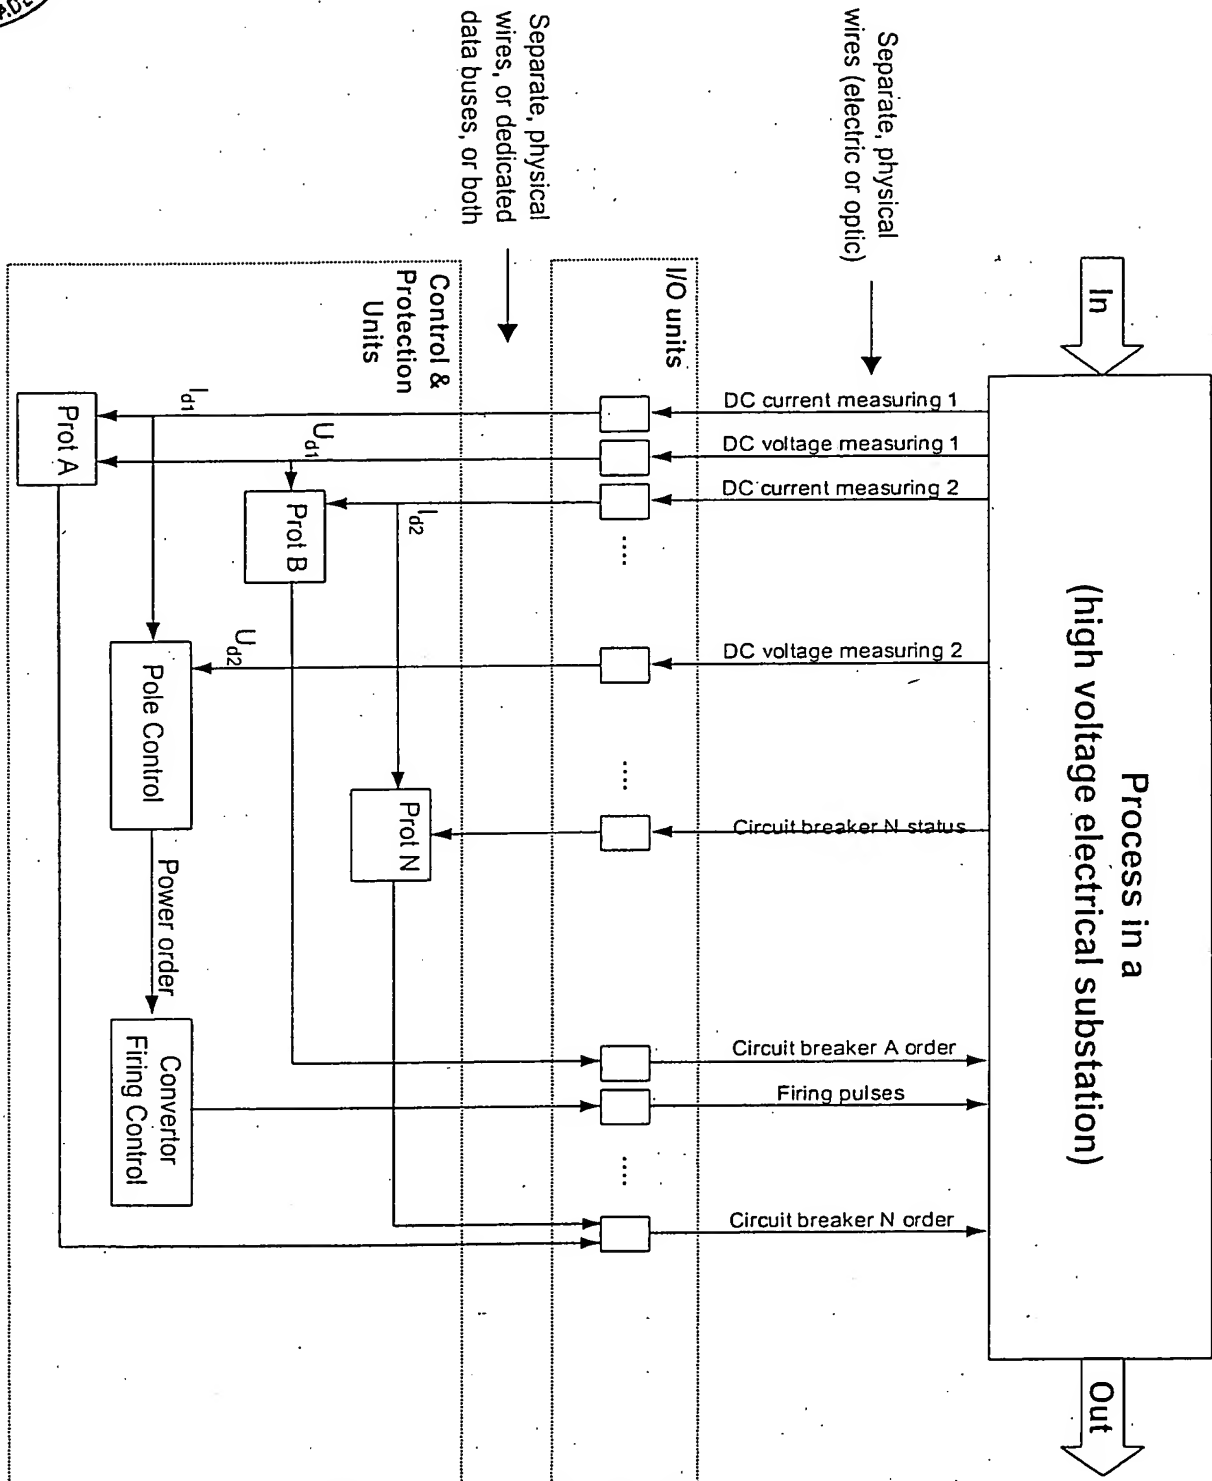 Process in a
(high voltage electrical substation)
In
Out
Separate, physical
wires (electric or optic)
DC current measuring 1
DC voltage measuring 1
DC current measuring 2
DC voltage measuring 2
Circuit breaker N status
Circuit breaker A order
Firing pulses
Circuit breaker N order
I/O units
....
....
....
Separate, physical
wires, or dedicated
data buses, or both
Control &
Protection
Units
Id1
Ud1
Id2
Ud2
Prot A
Prot B
Prot N
Pole Control
Power order
Convertor
Firing Control